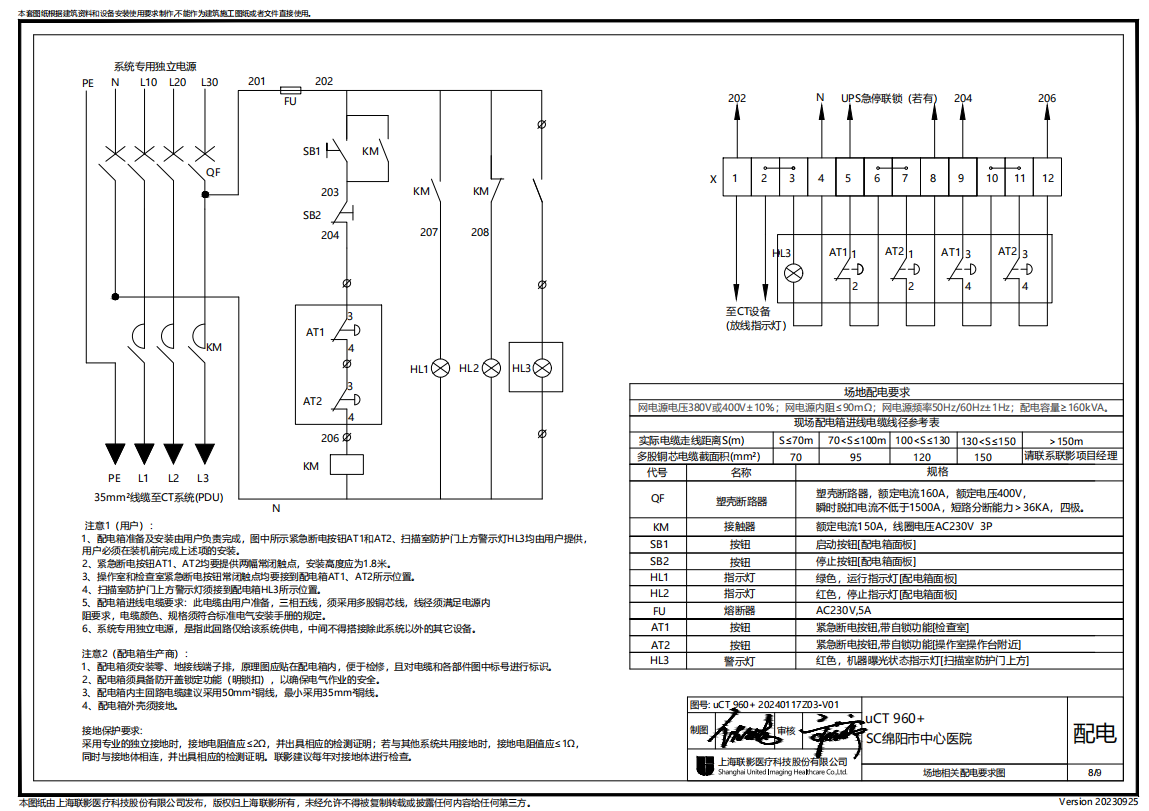 本套图纸根据建筑资料和设备安装使用要求制作,不能作为建筑施工图纸或者文件直接使用。
系统专用独立电源
PE N L10 L20 L30
201 202
FU
QF
SB1 KM
203
SB2
204
KM KM
207 208
KM
AT1
3
4
AT2
3
4
HL1 HL2 HL3
206
KM
N
PE L1 L2 L3
35mm²线缆至CT系统(PDU)
202 N UPS急停联锁 (若有) 204 206
X 1 2 3 4 5 6 7 8 9 10 11 12
HL3 AT1 1 AT2 1 AT1 3 AT2 3
2 2 4 4
至CT设备
(放线指示灯)
注意1（用户）:
1、配电箱准备及安装由用户负责完成，图中所示紧急断电按钮AT1和AT2、扫描室防护门上方警示灯HL3均由用户提供，
用户必须在装机前完成上述项的安装。
2、紧急断电按钮AT1、AT2均要提供两幅常闭触点，安装高度应为1.8米。
3、操作室和检查室紧急断电按钮常闭触点均要接到配电箱AT1、AT2所示位置。
4、扫描室防护门上方警示灯须接到配电箱HL3所示位置。
5、配电箱进线电缆要求：此电缆由用户准备，三相五线，须采用多股铜芯线，线径须满足电源内
阻要求，电缆颜色、规格须符合标准电气安装手册的规定。
6、系统专用独立电源，是指此回路仅给该系统供电，中间不得搭接除此系统以外的其它设备。
注意2（配电箱生产商）:
1、配电箱须安装零、地接线端子排，原理图应贴在配电箱内，便于检修，且对电缆和各部件图中标号进行标识。
2、配电箱须具备防开盖锁定功能（明锁扣），以确保电气作业的安全。
3、配电箱内主回路电缆建议采用50mm²铜线，最小采用35mm²铜线。
4、配电箱外壳须接地。
接地保护要求:
采用专业的独立接地时，接地电阻值应≤2Ω，并出具相应的检测证明；若与其他系统共用接地时，接地电阻值应≤1Ω，
同时与接地体相连，并出具相应的检测证明。联影建议每年对接地体进行检查。
场地配电要求
网电源电压380V或400V±10%；网电源内阻≤90mΩ；网电源频率50Hz/60Hz±1Hz；配电容量≥160kVA。
现场配电箱进线电缆线径参考表
实际电缆走线距离S(m) S≤70m 70<S≤100m 100<S≤130 130<S≤150 >150m
多股铜芯电缆截面积(mm²) 70 95 120 150 请联系联影项目经理
代号 名称 规格
QF 塑壳断路器 塑壳断路器，额定电流160A，额定电压400V，
瞬时脱扣电流不低于1500A，短路分断能力>36KA，四极。
KM 接触器 额定电流150A，线圈电压AC230V 3P
SB1 按钮 启动按钮[配电箱面板]
SB2 按钮 停止按钮[配电箱面板]
HL1 指示灯 绿色，运行指示灯[配电箱面板]
HL2 指示灯 红色，停止指示灯[配电箱面板]
FU 熔断器 AC230V,5A
AT1 按钮 紧急断电按钮,带自锁功能[检查室]
AT2 按钮 紧急断电按钮,带自锁功能[操作室操作台附近]
HL3 警示灯 红色，机器曝光状态指示灯[扫描室防护门上方]
图号: uCT 960+ 20240117Z03-V01
制图 审核
uCT 960+
SC绵阳市中心医院
配电
上海联影医疗科技股份有限公司
Shanghai United Imaging Healthcare Co.,Ltd.
场地相关配电要求图
8/9
本图纸由上海联影医疗科技股份有限公司发布，版权归上海联影所有，未经允许不得被复制转载或披露任何内容给任何第三方。
Version 20230925